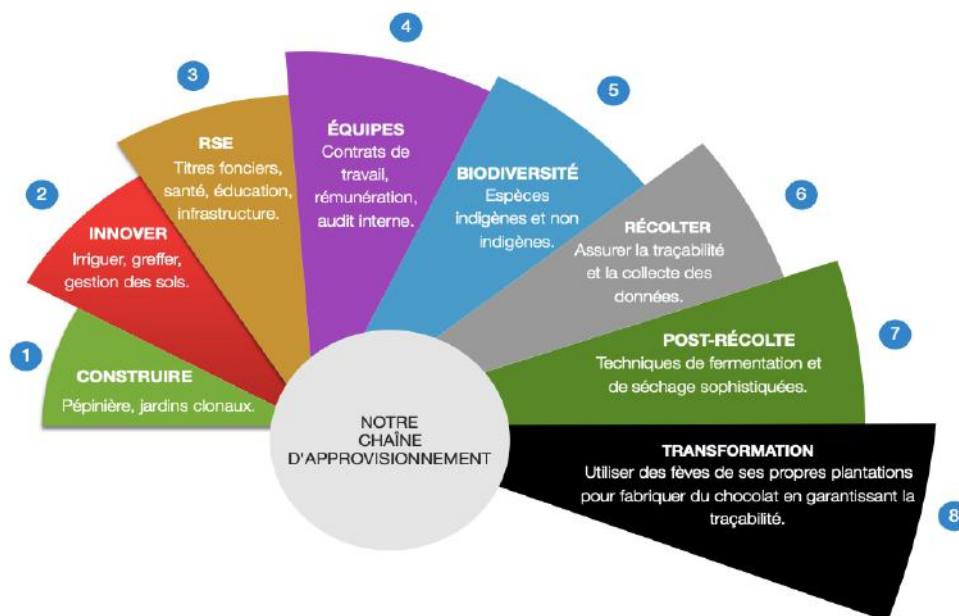 1
CONSTRUIRE
Pépinière, jardins clonaux.
2
INNOVER
Irriguer, greffer,
gestion des sols.
3
RSE
Titres fonciers,
santé, éducation,
infrastructure.
4
ÉQUIPES
Contrats de
travail,
rémunération,
audit interne.
5
BIODIVERSITÉ
Espèces
indigènes et non
indigènes.
6
RÉCOLTER
Assurer la traçabilité
et la collecte des
données.
7
POST-RÉCOLTE
Techniques de fermentation et
de séchage sophistiquées.
8
TRANSFORMATION
Utiliser des fèves de ses propres plantations
pour fabriquer du chocolat en garantissant la
traçabilité.
NOTRE
CHAÎNE
D'APPROVISIONNEMENT